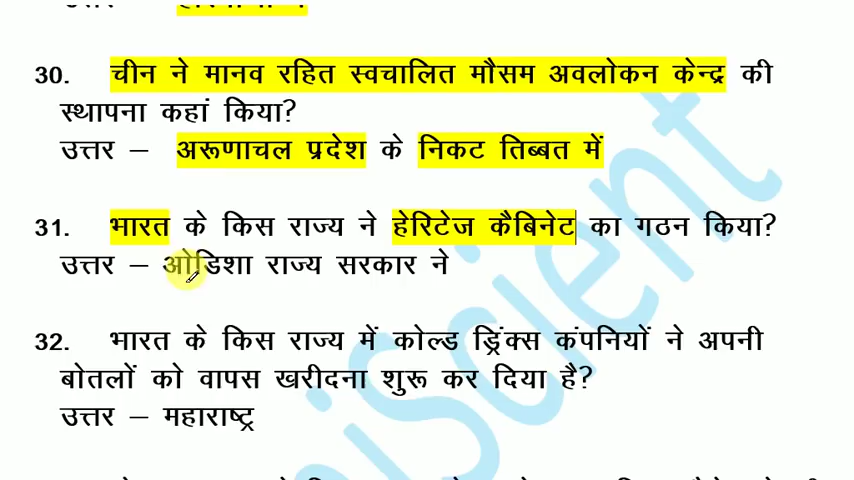 30. चीन ने मानव रहित स्वचालित मौसम अवलोकन केन्द्र की
स्थापना कहां किया?
उत्तर – अरूणाचल प्रदेश के निकट तिब्बत में
31. भारत के किस राज्य ने हेरिटेज कैबिनेट का गठन किया?
उत्तर – ओडिशा राज्य सरकार ने
32. भारत के किस राज्य में कोल्ड ड्रिंक्स कंपनियों ने अपनी
बोतलों को वापस खरीदना शुरू कर दिया है?
उत्तर – महाराष्ट्र